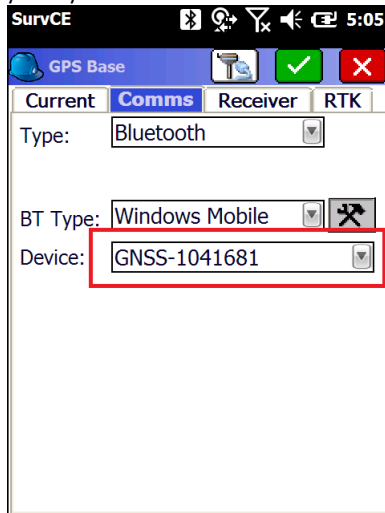 SurvCE 5:05
GPS Base
Current Comms Receiver RTK
Type: Bluetooth
BT Type: Windows Mobile
Device: GNSS-1041681